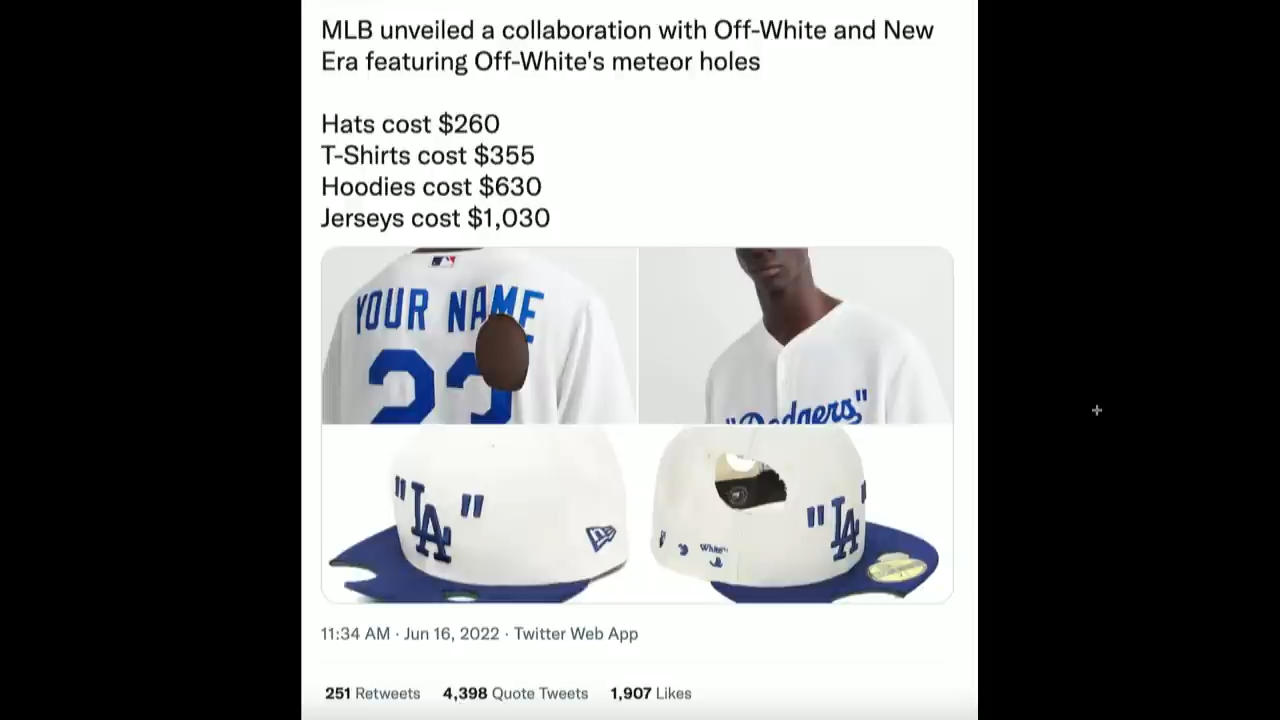 MLB unveiled a collaboration with Off-White and New
Era featuring Off-White's meteor holes
Hats cost $260
T-Shirts cost $355
Hoodies cost $630
Jerseys cost $1,030
YOUR NAME
23
"Dodgers"
"LA"
"LA"
White
11:34 AM · Jun 16, 2022 · Twitter Web App
251 Retweets 4,398 Quote Tweets 1,907 Likes